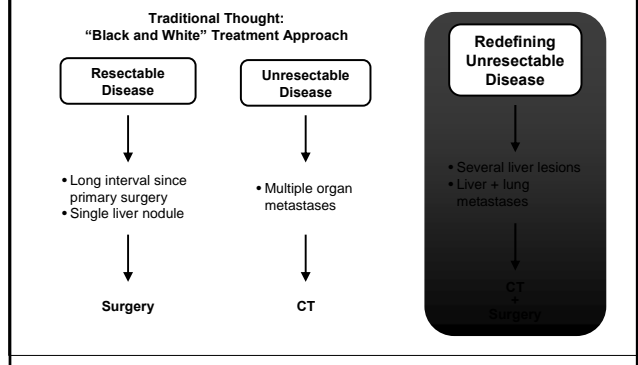 Traditional Thought:
“Black and White” Treatment Approach
Resectable
Disease
• Long interval since
primary surgery
• Single liver nodule
Surgery
Unresectable
Disease
• Multiple organ
metastases
CT
Redefining
Unresectable
Disease
• Several liver lesions
• Liver + lung
metastases
CT
+
Surgery